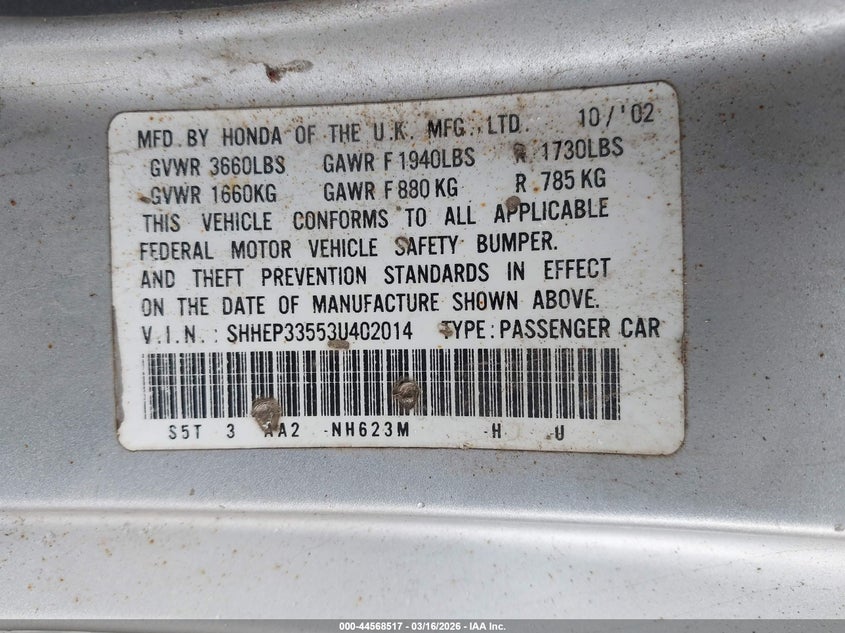 MFD. BY HONDA OF THE U.K. MFG., LTD. 10/'02
GVWR 3660LBS GAWR F 1940LBS R 1730LBS
GVWR 1660KG GAWR F 880 KG R 785 KG
THIS VEHICLE CONFORMS TO ALL APPLICABLE
FEDERAL MOTOR VEHICLE SAFETY BUMPER.
AND THEFT PREVENTION STANDARDS IN EFFECT
ON THE DATE OF MANUFACTURE SHOWN ABOVE.
V.I.N.: SHHEP33553U402014 TYPE: PASSENGER CAR
S5T 3 AA2 -NH623M -H -U
000-44568517 - 03/16/2026 - IAA Inc.